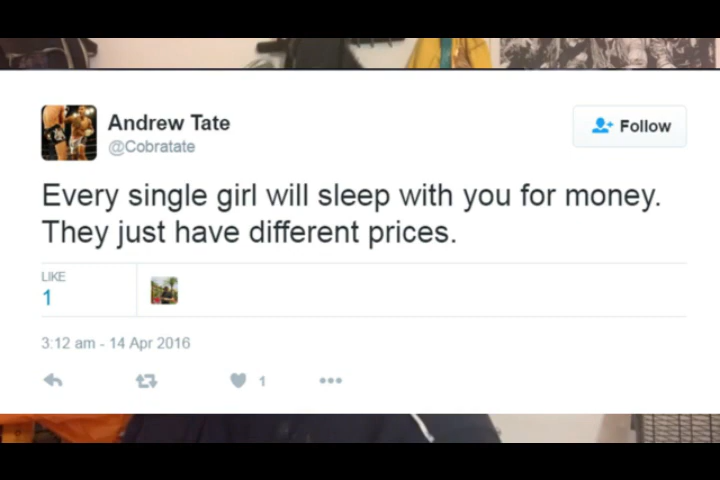 Andrew Tate
@Cobratate
Follow
Every single girl will sleep with you for money.
They just have different prices.
LIKE
1
3:12 am - 14 Apr 2016
1